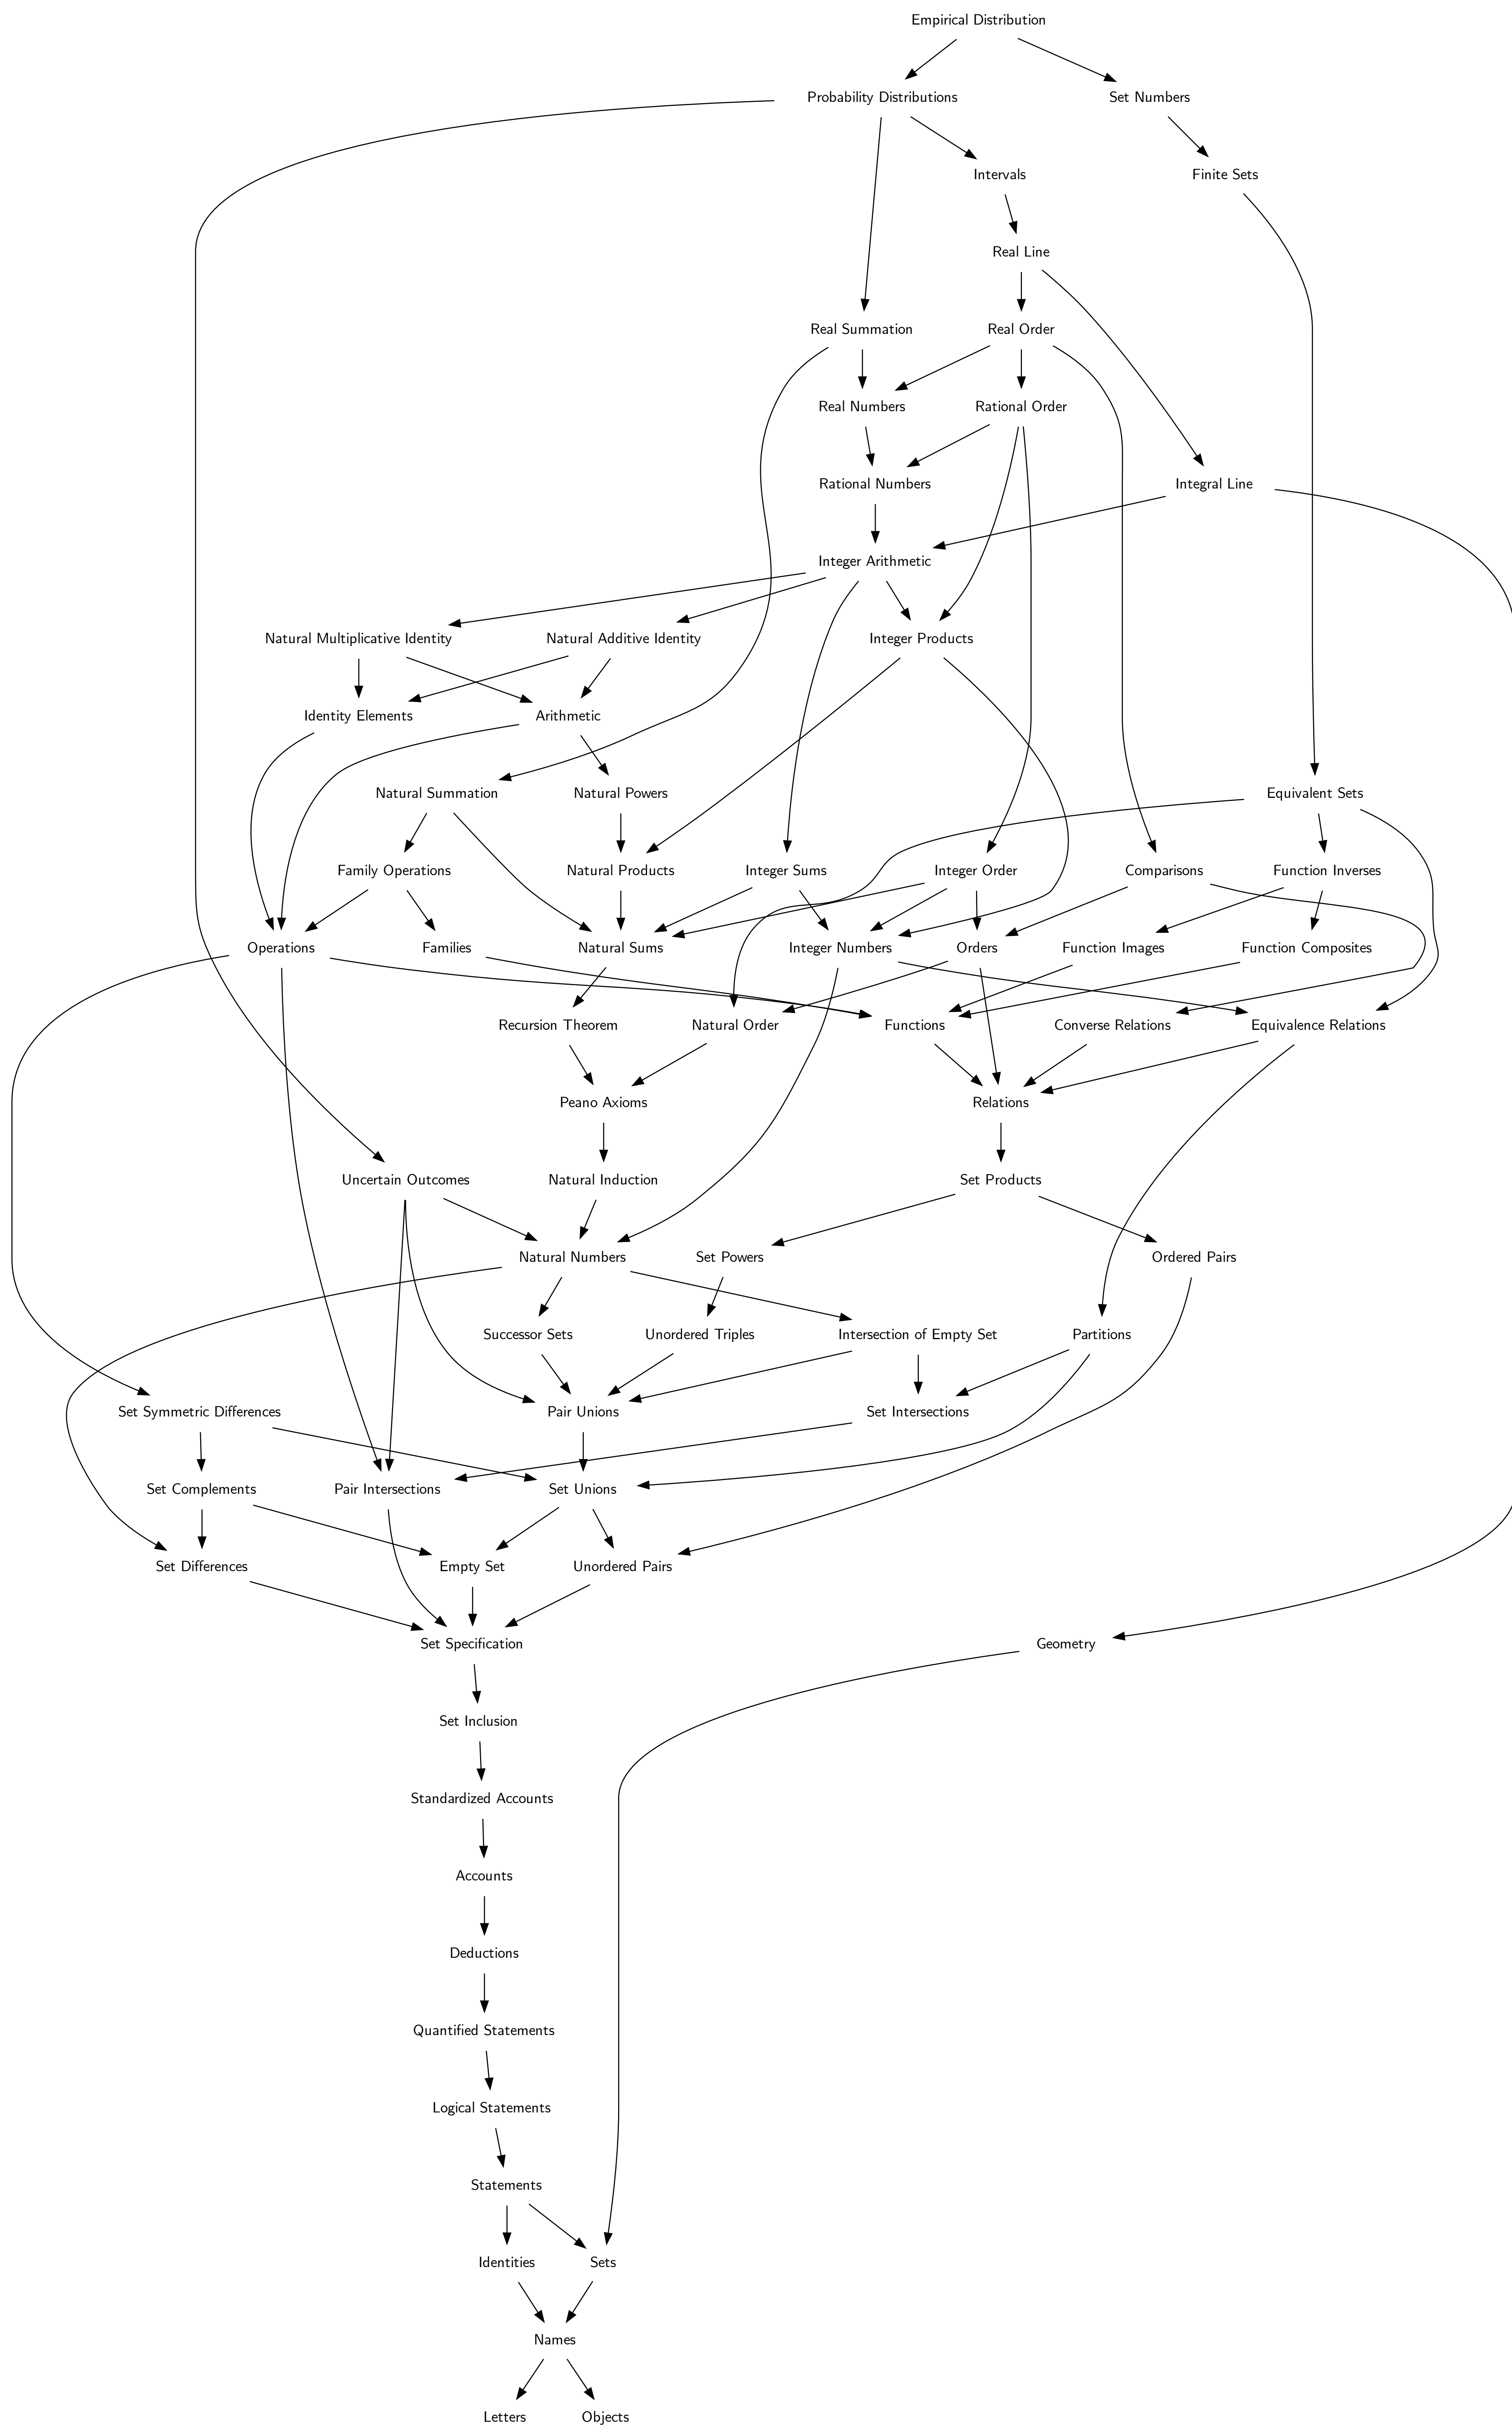 Empirical Distribution
Probability Distributions
Set Numbers
Intervals
Finite Sets
Real Line
Real Summation
Real Order
Real Numbers
Rational Order
Rational Numbers
Integral Line
Integer Arithmetic
Natural Multiplicative Identity
Natural Additive Identity
Integer Products
Identity Elements
Arithmetic
Natural Summation
Natural Powers
Equivalent Sets
Family Operations
Natural Products
Integer Sums
Integer Order
Comparisons
Function Inverses
Operations
Families
Natural Sums
Integer Numbers
Orders
Function Images
Function Composites
Recursion Theorem
Natural Order
Functions
Converse Relations
Equivalence Relations
Peano Axioms
Relations
Uncertain Outcomes
Natural Induction
Set Products
Natural Numbers
Set Powers
Ordered Pairs
Successor Sets
Unordered Triples
Intersection of Empty Set
Partitions
Set Symmetric Differences
Pair Unions
Set Intersections
Set Complements
Pair Intersections
Set Unions
Set Differences
Empty Set
Unordered Pairs
Set Specification
Geometry
Set Inclusion
Standardized Accounts
Accounts
Deductions
Quantified Statements
Logical Statements
Statements
Identities
Sets
Names
Letters
Objects